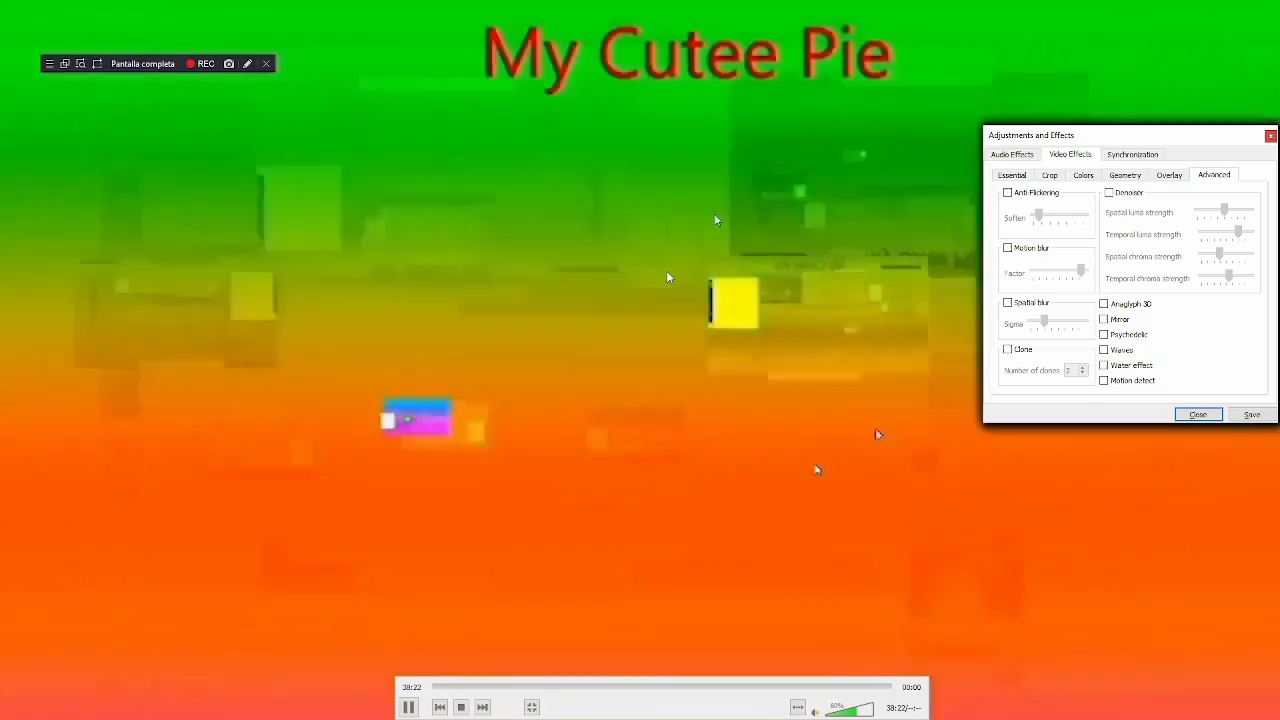 My Cutee Pie
Pantalla completa REC
Adjustments and Effects
Audio Effects Video Effects Synchronization
Essential Crop Colors Geometry Overlay Advanced
Anti-Flickering
Soften
Motion blur
Factor
Spatial blur
Sigma
Clone
Number of clones 2
Denoiser
Spatial luma strength
Temporal luma strength
Spatial chroma strength
Temporal chroma strength
Anaglyph 3D
Mirror
Psychedelic
Waves
Water effect
Motion detect
Close Save
38:22 00:00
80%
38:22/--:--